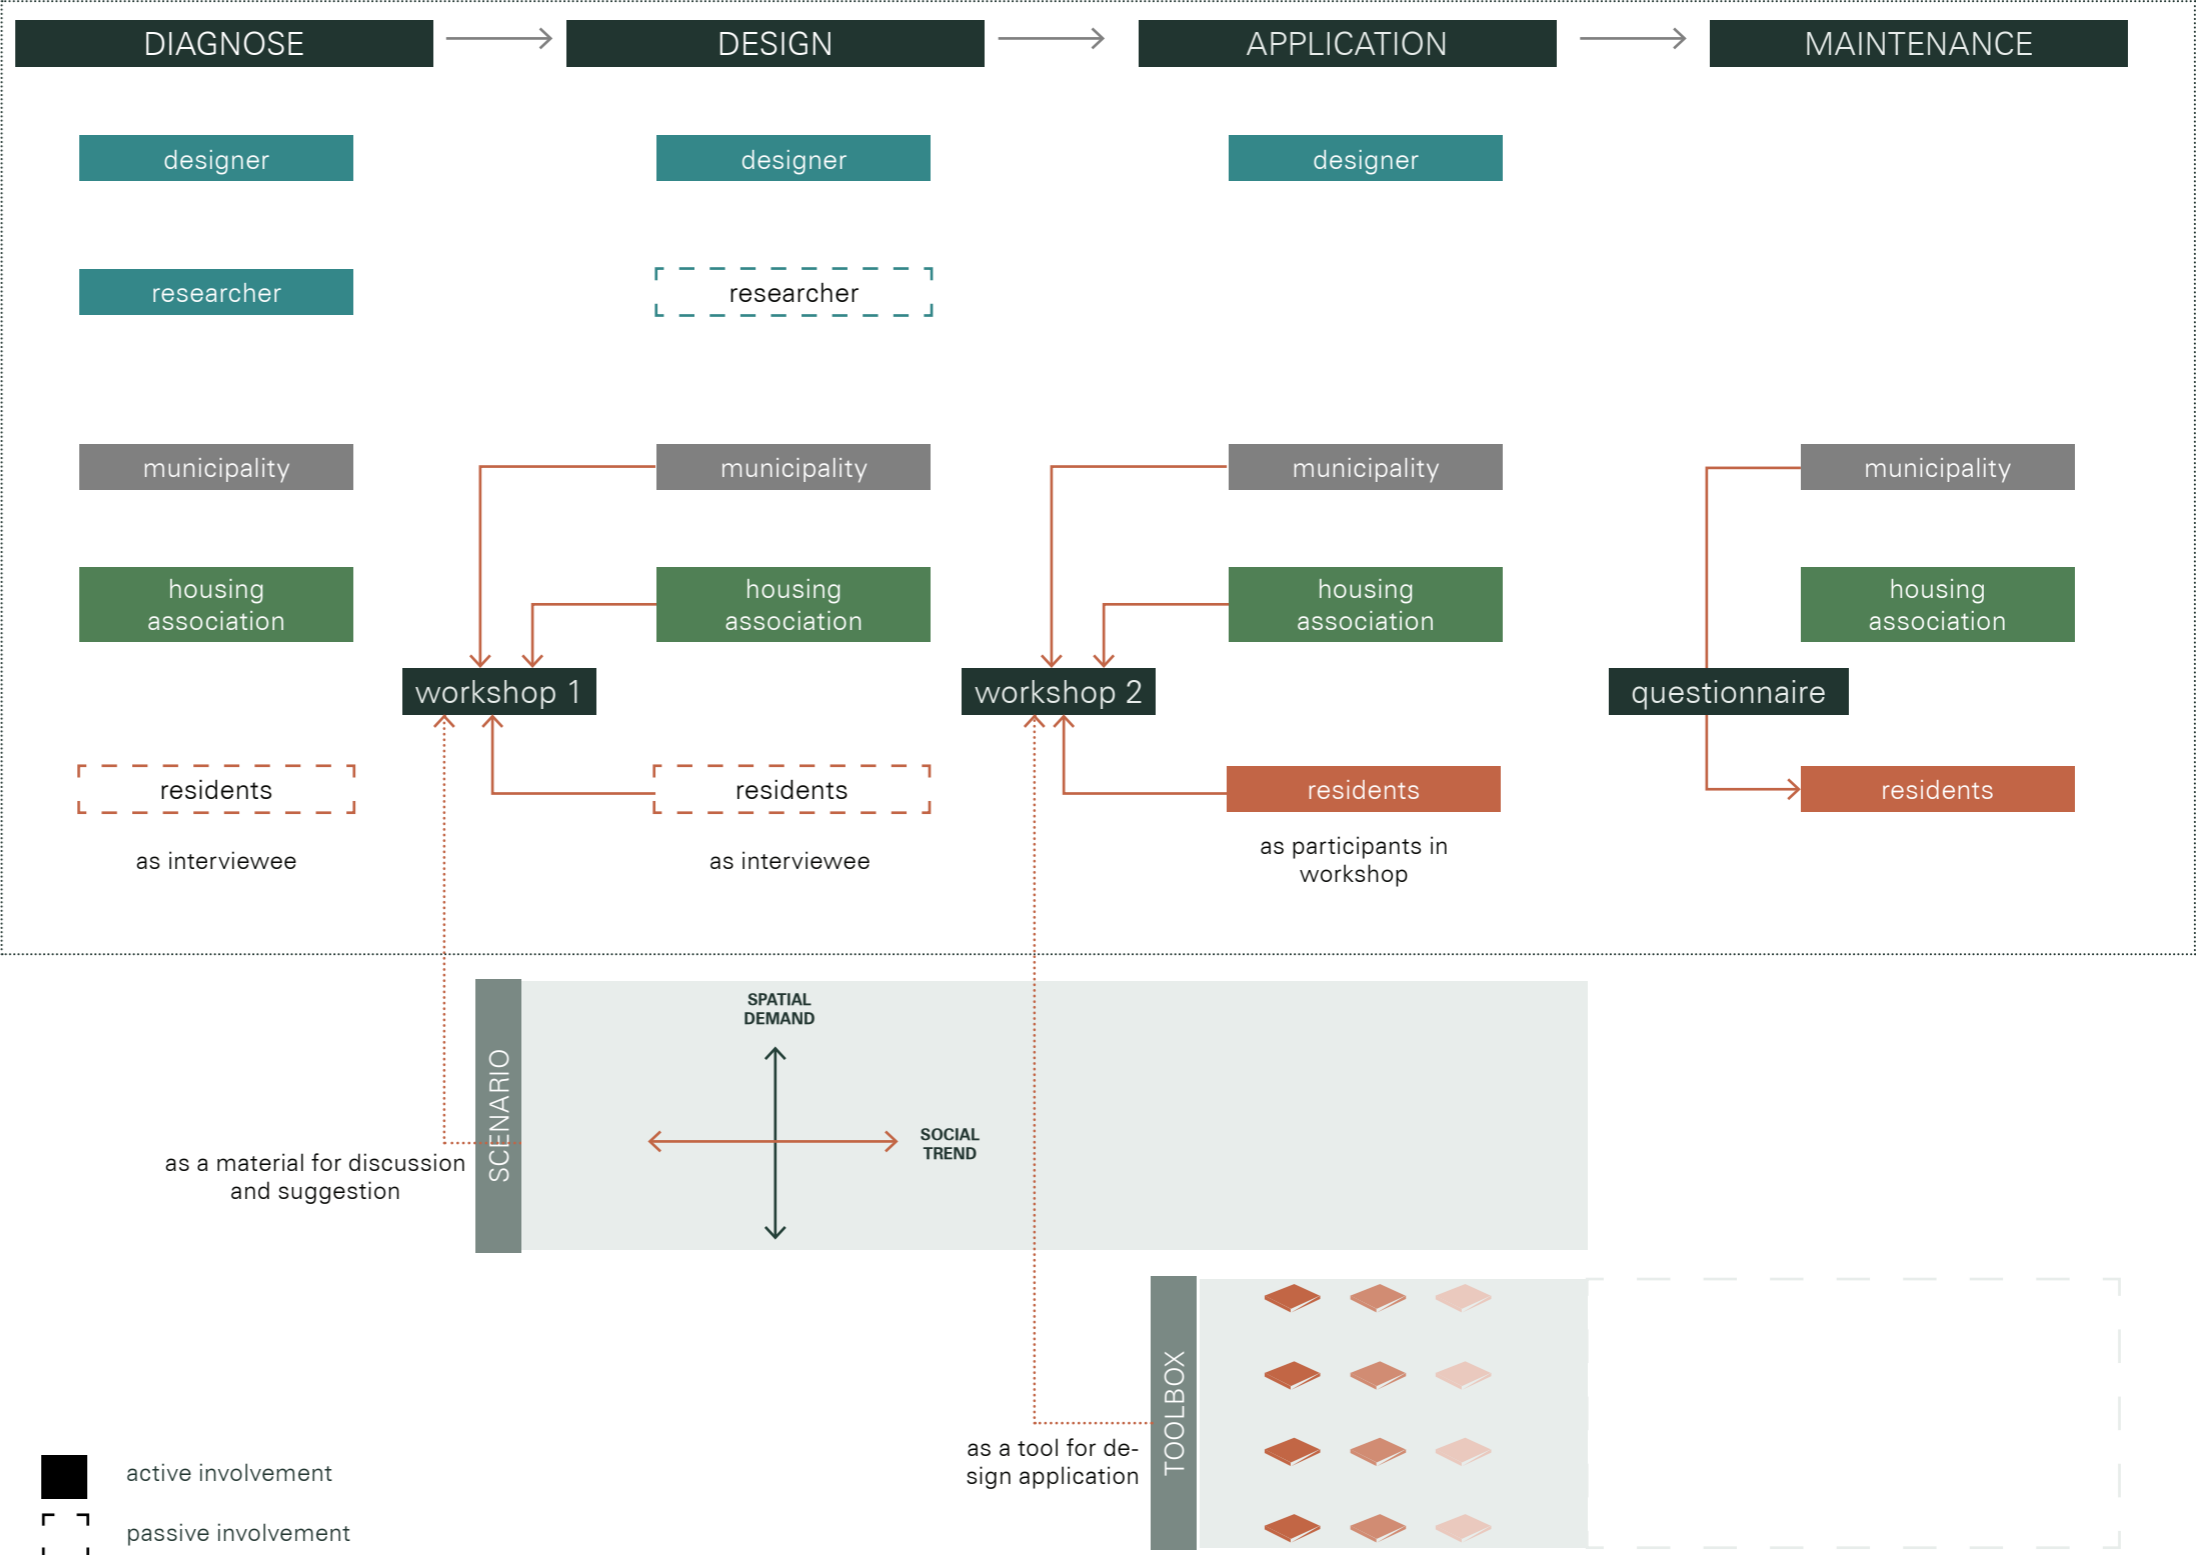 DIAGNOSE
DESIGN
APPLICATION
MAINTENANCE
designer
designer
designer
researcher
researcher
municipality
municipality
municipality
municipality
housing
association
housing
association
housing
association
housing
association
workshop 1
workshop 2
questionnaire
residents
residents
residents
residents
as interviewee
as interviewee
as participants in
workshop
SCENARIO
SPATIAL
DEMAND
SOCIAL
TREND
as a material for discussion
and suggestion
TOOLBOX
as a tool for de-
sign application
active involvement
passive involvement